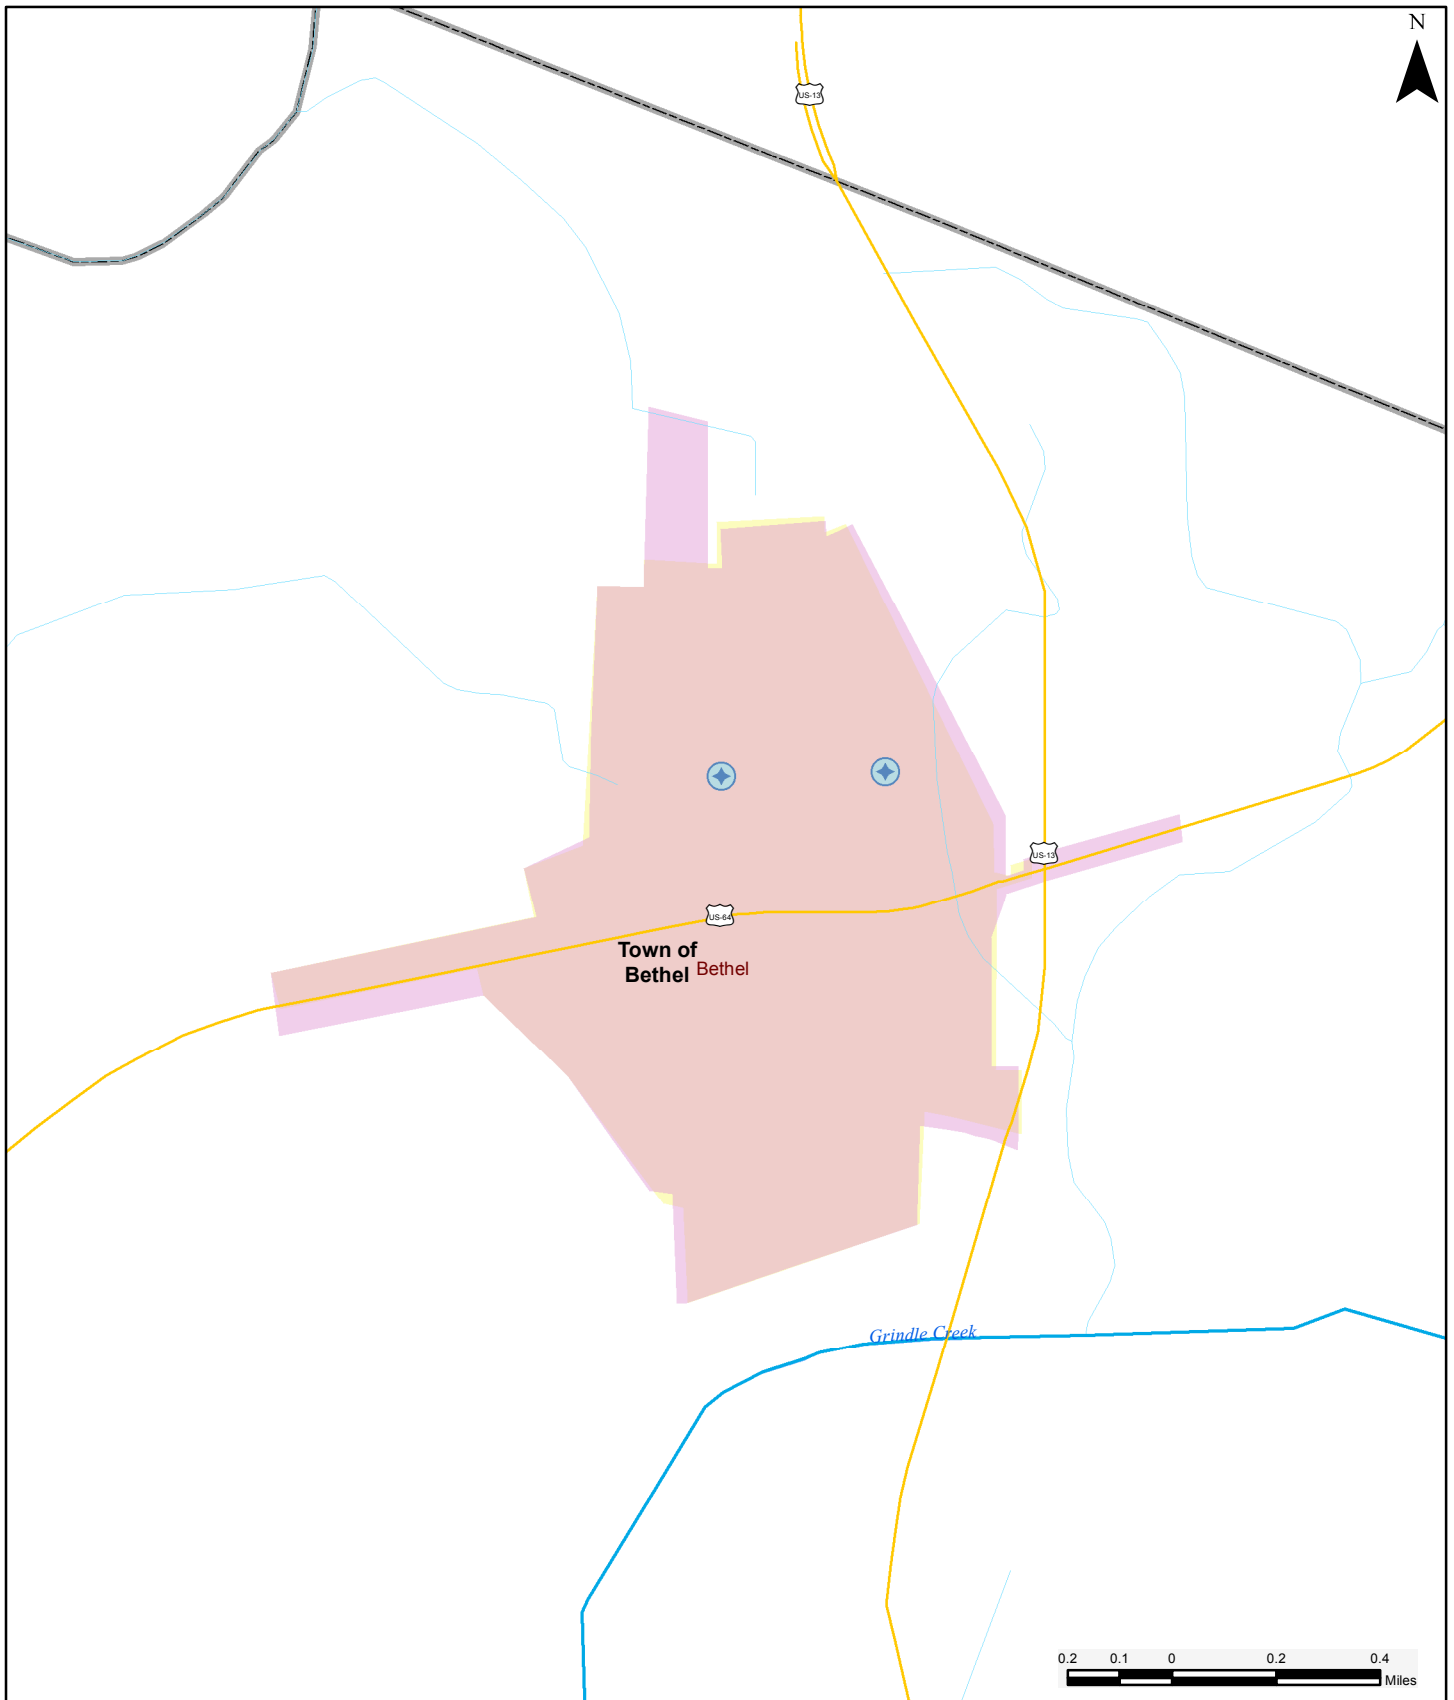 N
US-13
US-13
US-64
Town of
Bethel
Bethel
Grindle Creek
0.2 0.1 0 0.2 0.4
Miles